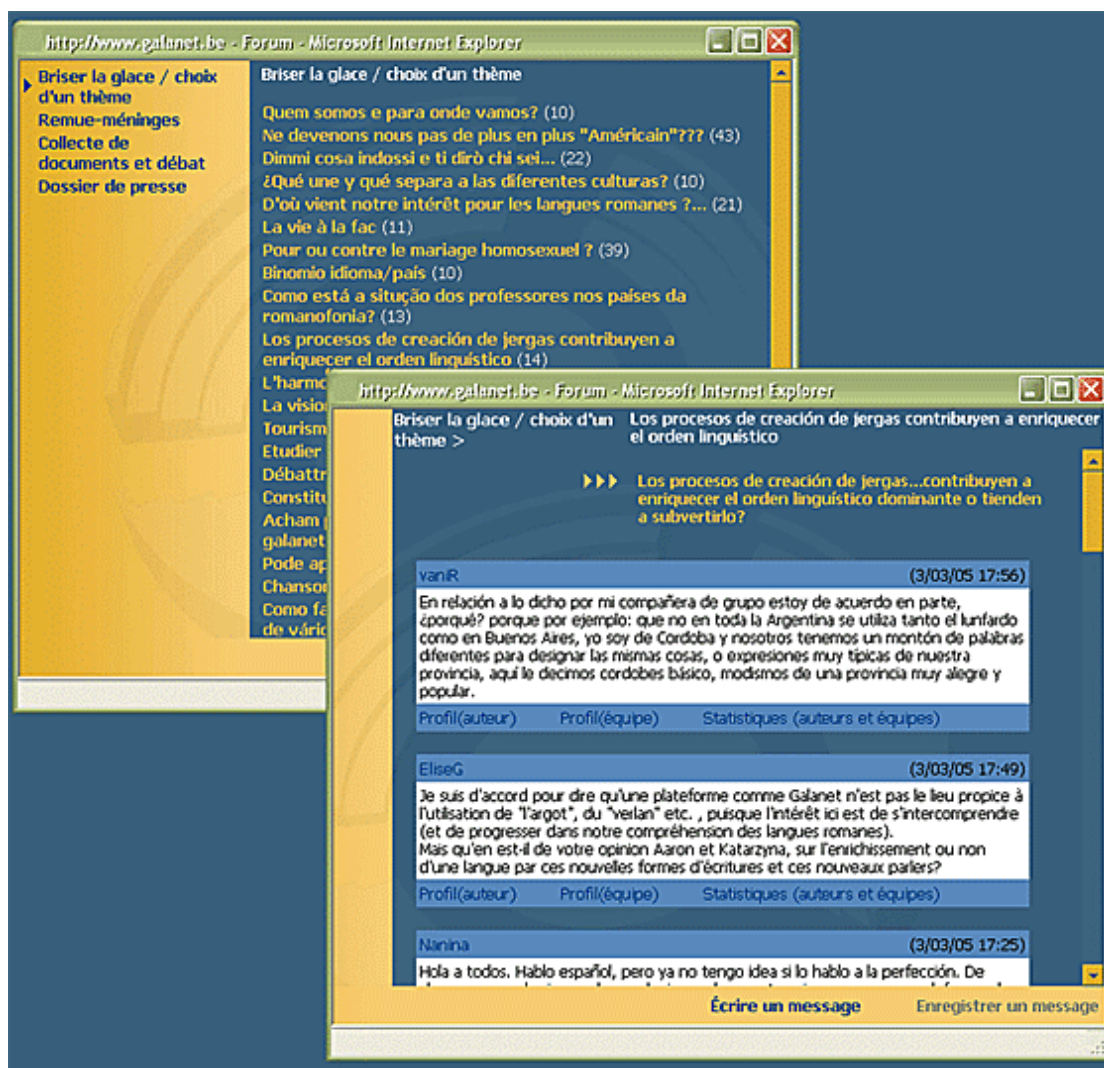 http://www.galanet.be - Forum - Microsoft Internet Explorer
Briser la glace / choix
d'un thème
Remue-méninges
Collecte de
documents et débat
Dossier de presse
Briser la glace / choix d'un thème
Quem somos e para onde vamos? (10)
Ne devenons nous pas de plus en plus "Américain"??? (43)
Dimmi cosa indossi e ti dirò chi sei... (22)
¿Qué une y qué separa a las diferentes culturas? (10)
D'où vient notre intérêt pour les langues romanes ?... (21)
La vie à la fac (11)
Pour ou contre le mariage homosexuel ? (39)
Binomio idioma/país (10)
Como está a situção dos professores nos países da
romanofonia? (13)
Los procesos de creación de jergas contribuyen a
enriquecer el orden linguístico (14)
L'harmo
La vision
Tourism
Etudier
Débattr
Constitu
Acham
galanet
Pode ap
Chanson
Como fa
de vário
http://www.galanet.be - Forum - Microsoft Internet Explorer
Briser la glace / choix d'un
thème >
Los procesos de creación de jergas contribuyen a enriquecer
el orden linguístico
Los procesos de creación de jergas...contribuyen a
enriquecer el orden linguístico dominante o tienden
a subvertirlo?
vaniR (3/03/05 17:56)
En relación a lo dicho por mi compañera de grupo estoy de acuerdo en parte,
¿porqué? porque por ejemplo: que no en toda la Argentina se utiliza tanto el lunfardo
como en Buenos Aires, yo soy de Cordoba y nosotros tenemos un montón de palabras
diferentes para designar las mismas cosas, o expresiones muy típicas de nuestra
provincia, aquí le decimos cordobes básico, modismos de una provincia muy alegre y
popular.
Profil(auteur) Profil(équipe) Statistiques (auteurs et équipes)
EliseG (3/03/05 17:49)
Je suis d'accord pour dire qu'une plateforme comme Galanet n'est pas le lieu propice à
l'utilisation de "l'argot", du "verlan" etc. , puisque l'intérêt ici est de s'intercomprendre
(et de progresser dans notre compréhension des langues romanes).
Mais qu'en est-il de votre opinion Aaron et Katarzyna, sur l'enrichissement ou non
d'une langue par ces nouvelles formes d'écritures et ces nouveaux parlers?
Profil(auteur) Profil(équipe) Statistiques (auteurs et équipes)
Nanina (3/03/05 17:25)
Hola a todos. Hablo español, pero ya no tengo idea si lo hablo a la perfección. De
Écrire un message Enregistrer un message